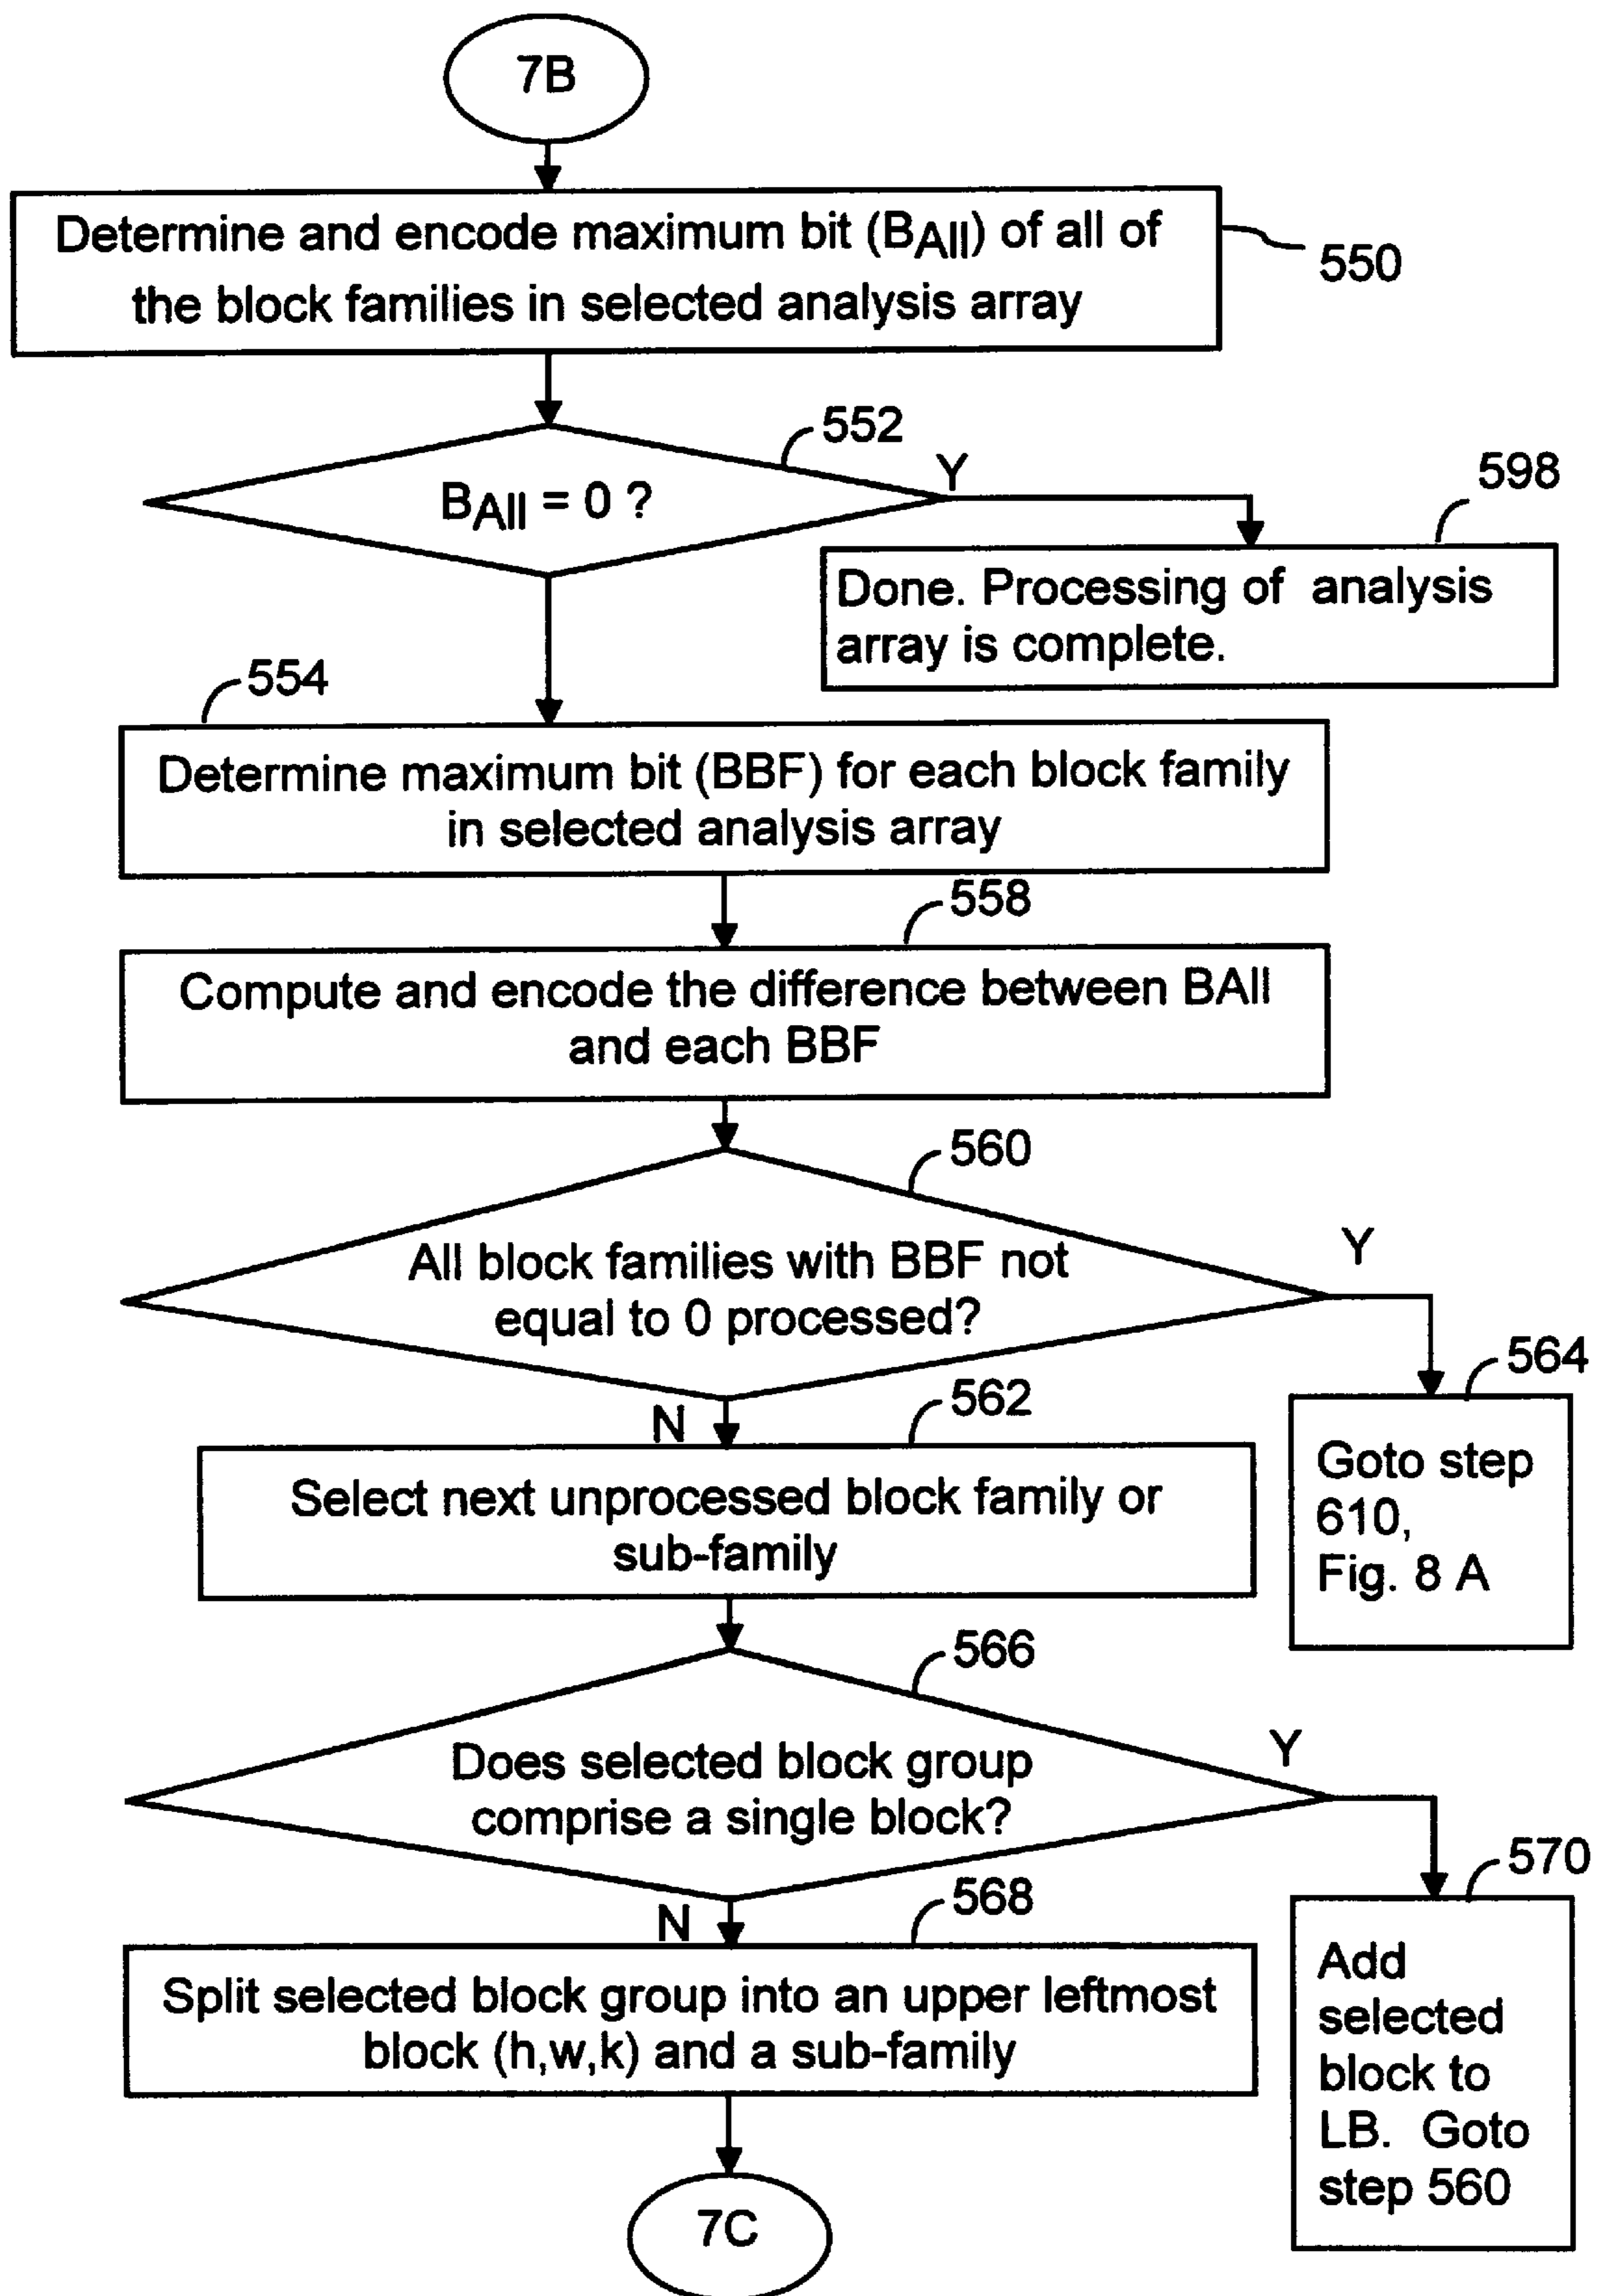 7B
Determine and encode maximum bit (BAll) of all of
the block families in selected analysis array
550
552
BAll = 0 ?
Y
598
Done. Processing of analysis
array is complete.
554
Determine maximum bit (BBF) for each block family
in selected analysis array
558
Compute and encode the difference between BAll
and each BBF
560
All block families with BBF not
equal to 0 processed?
Y
564
Goto step
610,
Fig. 8 A
N
562
Select next unprocessed block family or
sub-family
566
Does selected block group
comprise a single block?
Y
570
Add
selected
block to
LB. Goto
step 560
N
568
Split selected block group into an upper leftmost
block (h,w,k) and a sub-family
7C